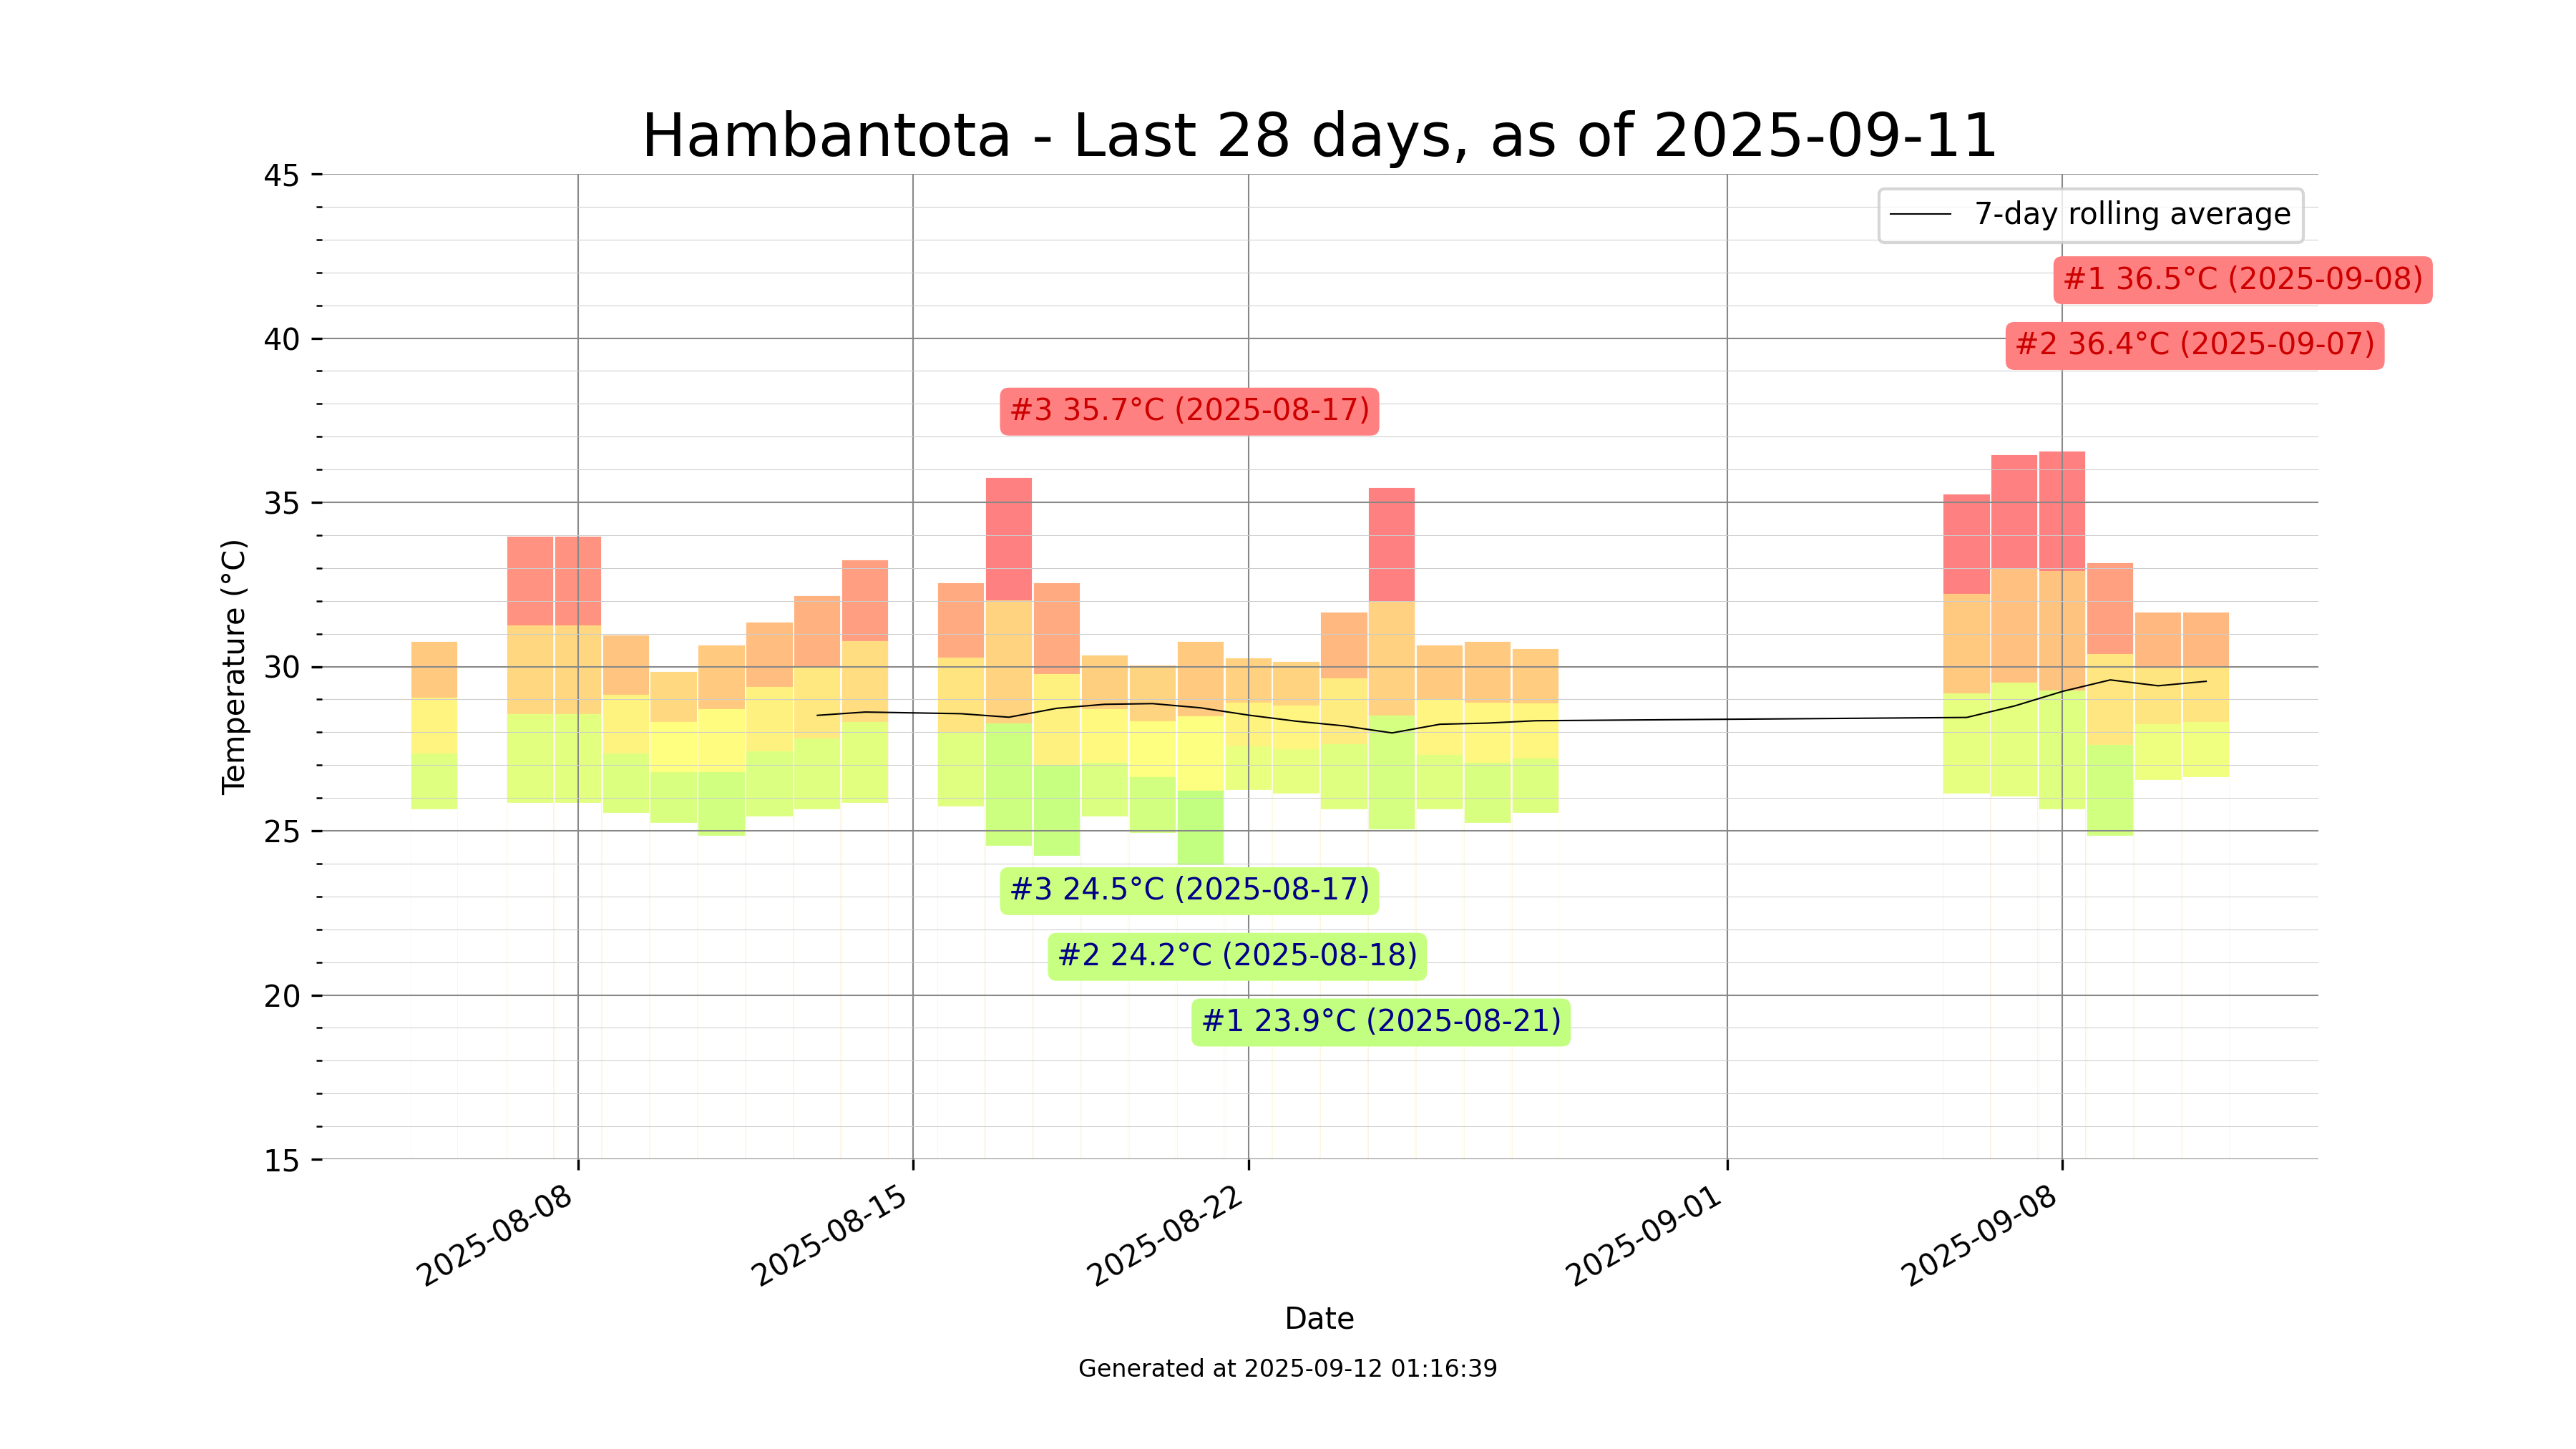 Hambantota - Last 28 days, as of 2025-09-11
45
7-day rolling average
#1 36.5°C (2025-09-08)
40
#2 36.4°C (2025-09-07)
#3 35.7°C (2025-08-17)
35
Temperature (°C)
30
25
#3 24.5°C (2025-08-17)
#2 24.2°C (2025-08-18)
20
#1 23.9°C (2025-08-21)
15
2025-08-08
2025-08-15
2025-08-22
2025-09-01
2025-09-08
Date
Generated at 2025-09-12 01:16:39